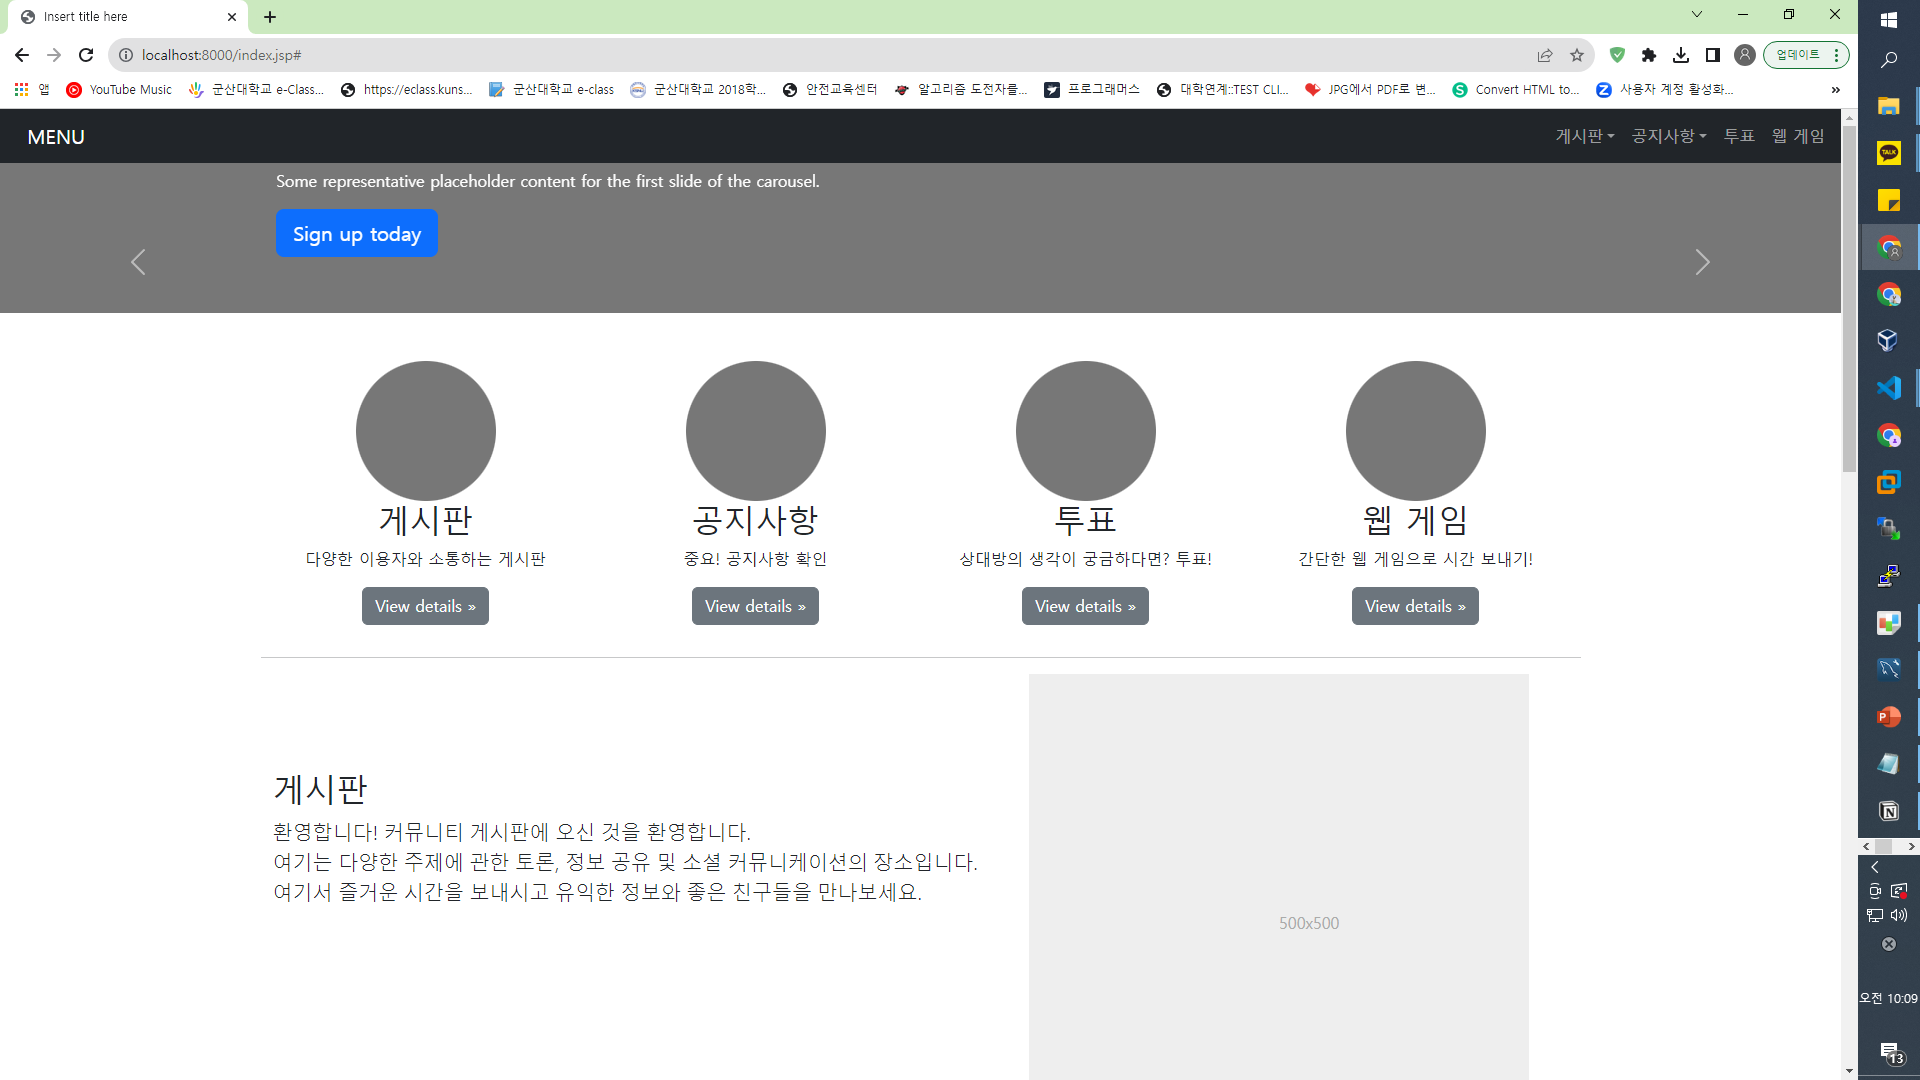 Insert title here
localhost:8000/index.jsp#
업데이트
앱
YouTube Music
군산대학교 e-Class...
https://eclass.kuns...
군산대학교 e-class
군산대학교 2018학...
안전교육센터
알고리즘 도전자를...
프로그래머스
대학연계::TEST CLI...
JPG에서 PDF로 변...
Convert HTML to...
사용자 계정 활성화...
»
MENU
게시판
공지사항
투표
웹 게임
Some representative placeholder content for the first slide of the carousel.
Sign up today
게시판
다양한 이용자와 소통하는 게시판
View details »
공지사항
중요! 공지사항 확인
View details »
투표
상대방의 생각이 궁금하다면? 투표!
View details »
웹 게임
간단한 웹 게임으로 시간 보내기!
View details »
게시판
환영합니다! 커뮤니티 게시판에 오신 것을 환영합니다.
여기는 다양한 주제에 관한 토론, 정보 공유 및 소셜 커뮤니케이션의 장소입니다.
여기서 즐거운 시간을 보내시고 유익한 정보와 좋은 친구들을 만나보세요.
500x500
TALK
오전 10:09
13